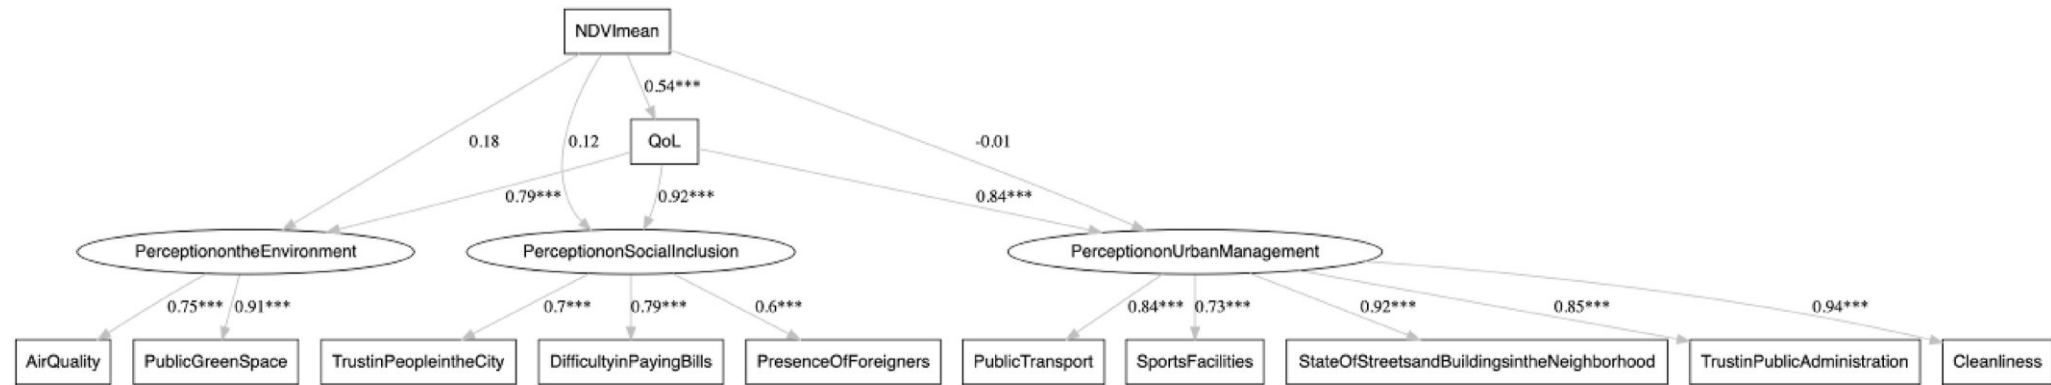 NDVImean
0.54***
0.18
0.12
QoL
-0.01
0.79***
0.92***
0.84***
PerceptionontheEnvironment
PerceptiononSocialInclusion
PerceptiononUrbanManagement
0.75***
0.91***
0.7***
0.79***
0.6***
0.84***
0.73***
0.92***
0.85***
0.94***
AirQuality
PublicGreenSpace
TrustinPeopleintheCity
DifficultyinPayingBills
PresenceOfForeigners
PublicTransport
SportsFacilities
StateOfStreetsandBuildingsintheNeighborhood
TrustinPublicAdministration
Cleanliness